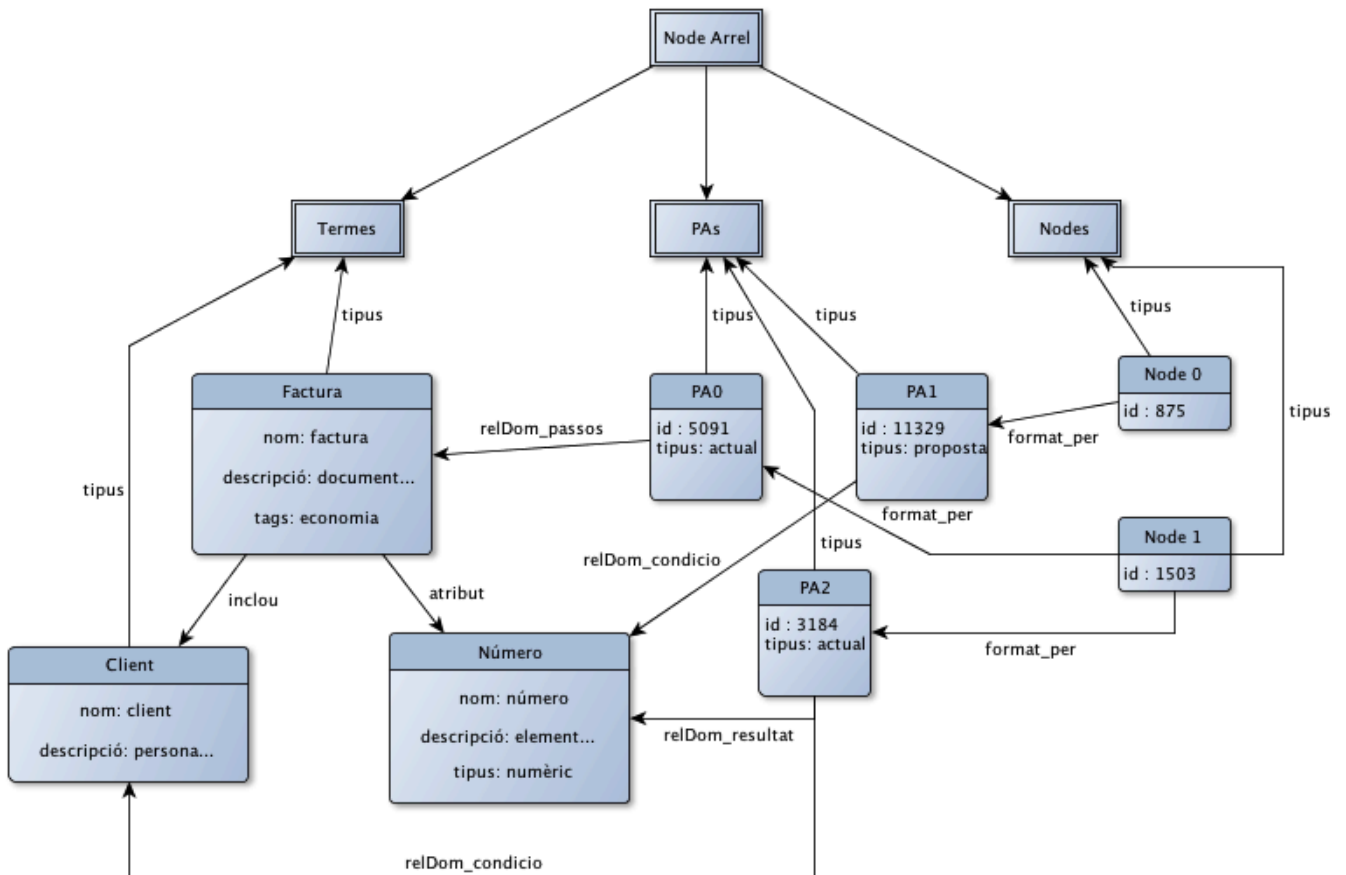 Node Arrel
Termes
PAs
Nodes
tipus
tipus
tipus
tipus
tipus
Factura
nom: factura
descripció: document...
tags: economia
relDom_passos
PA0
id : 5091
tipus: actual
PA1
id : 11329
tipus: proposta
format_per
Node 0
id : 875
tipus
format_per
Node 1
id : 1503
relDom_condicio
tipus
inclou
atribut
PA2
id : 3184
tipus: actual
format_per
Client
nom: client
descripció: persona...
Número
nom: número
descripció: element...
tipus: numèric
relDom_resultat
relDom_condicio